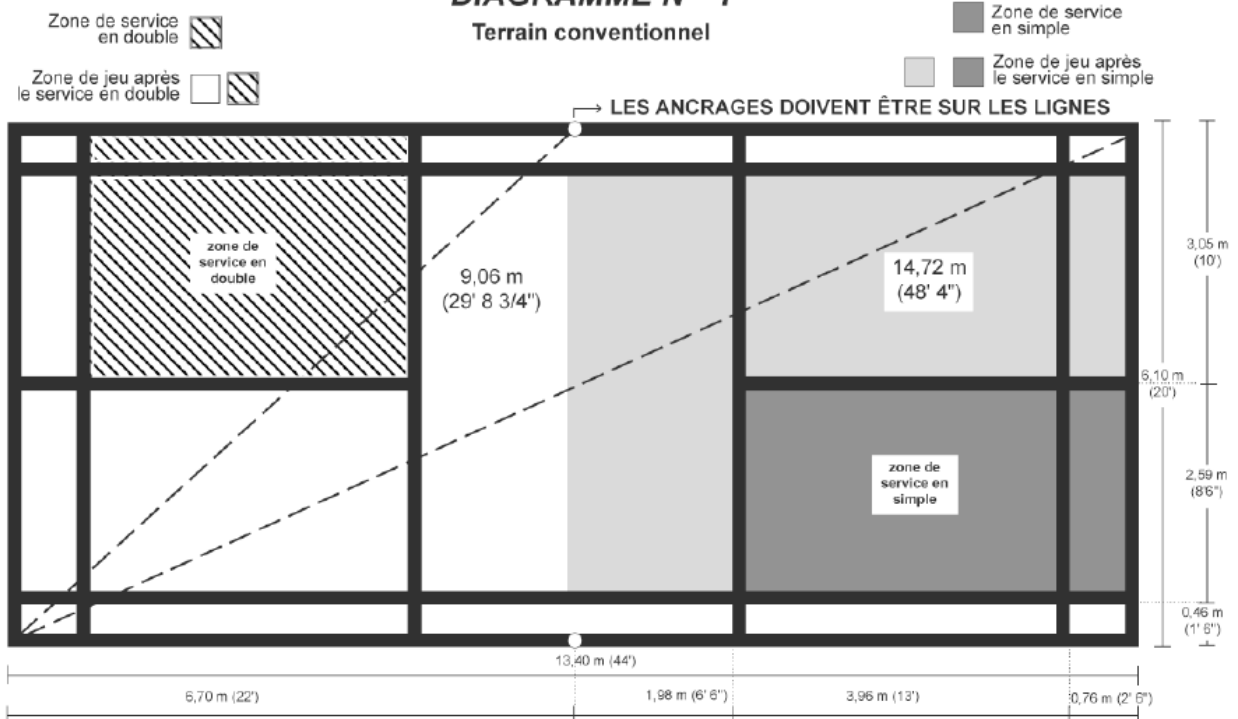 DIAGRAMME N° 1
Terrain conventionnel
Zone de service
en double
Zone de jeu après
le service en double
Zone de service
en simple
Zone de jeu après
le service en simple
LES ANCRAGES DOIVENT ÊTRE SUR LES LIGNES
zone de
service en
double
9,06 m
(29' 8 3/4")
14,72 m
(48' 4")
zone de
service en
simple
3,05 m
(10')
6,10 m
(20')
2,59 m
(8'6")
0,46 m
(1' 6")
13,40 m (44')
6,70 m (22')
1,98 m (6' 6")
3,96 m (13')
0,76 m (2' 6")